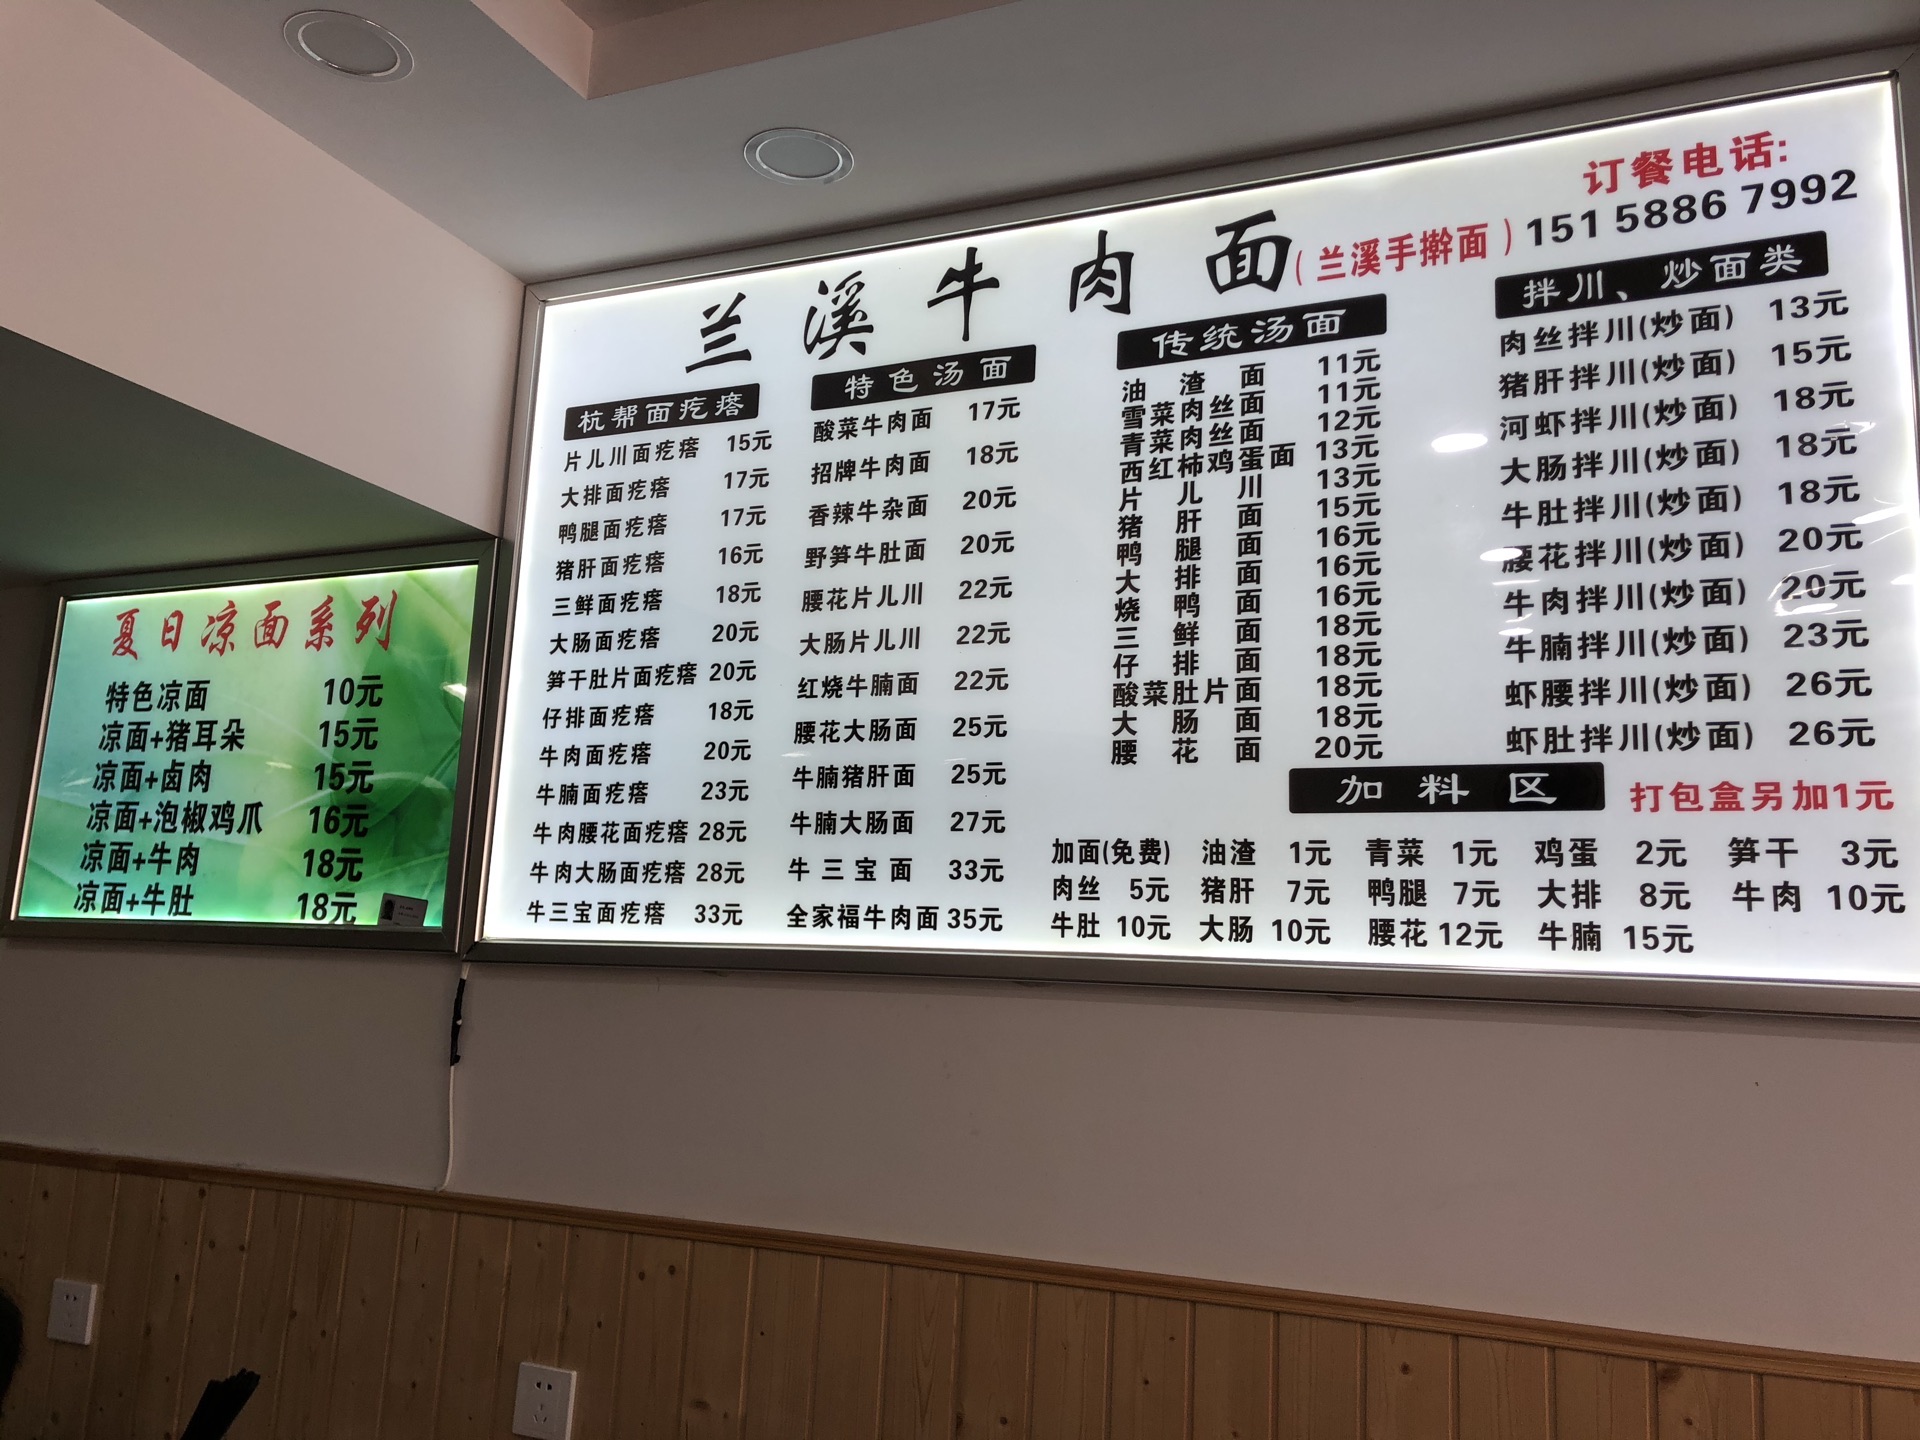 夏日凉面系列
特色凉面 10元
凉面+猪耳朵 15元
凉面+卤肉 15元
凉面+泡椒鸡爪 16元
凉面+牛肉 18元
凉面+牛肚 18元
兰溪牛肉面(兰溪手擀面)
订餐电话:
151 5886 7992
杭帮面疙瘩
片儿川面疙瘩 15元
大排面疙瘩 17元
鸭腿面疙瘩 17元
猪肝面疙瘩 16元
三鲜面疙瘩 18元
大肠面疙瘩 20元
笋干肚片面疙瘩 20元
仔排面疙瘩 18元
牛肉面疙瘩 20元
牛腩面疙瘩 23元
牛肉腰花面疙瘩 28元
牛肉大肠面疙瘩 28元
牛三宝面疙瘩 33元
特色汤面
酸菜牛肉面 17元
招牌牛肉面 18元
香辣牛杂面 20元
野笋牛肚面 20元
腰花片儿川 22元
大肠片儿川 22元
红烧牛腩面 22元
腰花大肠面 25元
牛腩猪肝面 25元
牛腩大肠面 27元
牛三宝面 33元
全家福牛肉面 35元
传统汤面
油渣面 11元
雪菜肉丝面 11元
青菜肉丝面 12元
西红柿鸡蛋面 13元
片儿川 13元
猪肝面 15元
鸭腿面 16元
大排面 16元
烧鸭面 16元
三鲜面 18元
仔排面 18元
酸菜肚片面 18元
大肠面 18元
腰花面 20元
拌川、炒面类
肉丝拌川(炒面) 13元
猪肝拌川(炒面) 15元
河虾拌川(炒面) 18元
大肠拌川(炒面) 18元
牛肚拌川(炒面) 18元
腰花拌川(炒面) 20元
牛肉拌川(炒面) 20元
牛腩拌川(炒面) 23元
虾腰拌川(炒面) 26元
虾肚拌川(炒面) 26元
加料区 打包盒另加1元
加面(免费) 油渣 1元 青菜 1元 鸡蛋 2元 笋干 3元
肉丝 5元 猪肝 7元 鸭腿 7元 大排 8元 牛肉 10元
牛肚 10元 大肠 10元 腰花 12元 牛腩 15元